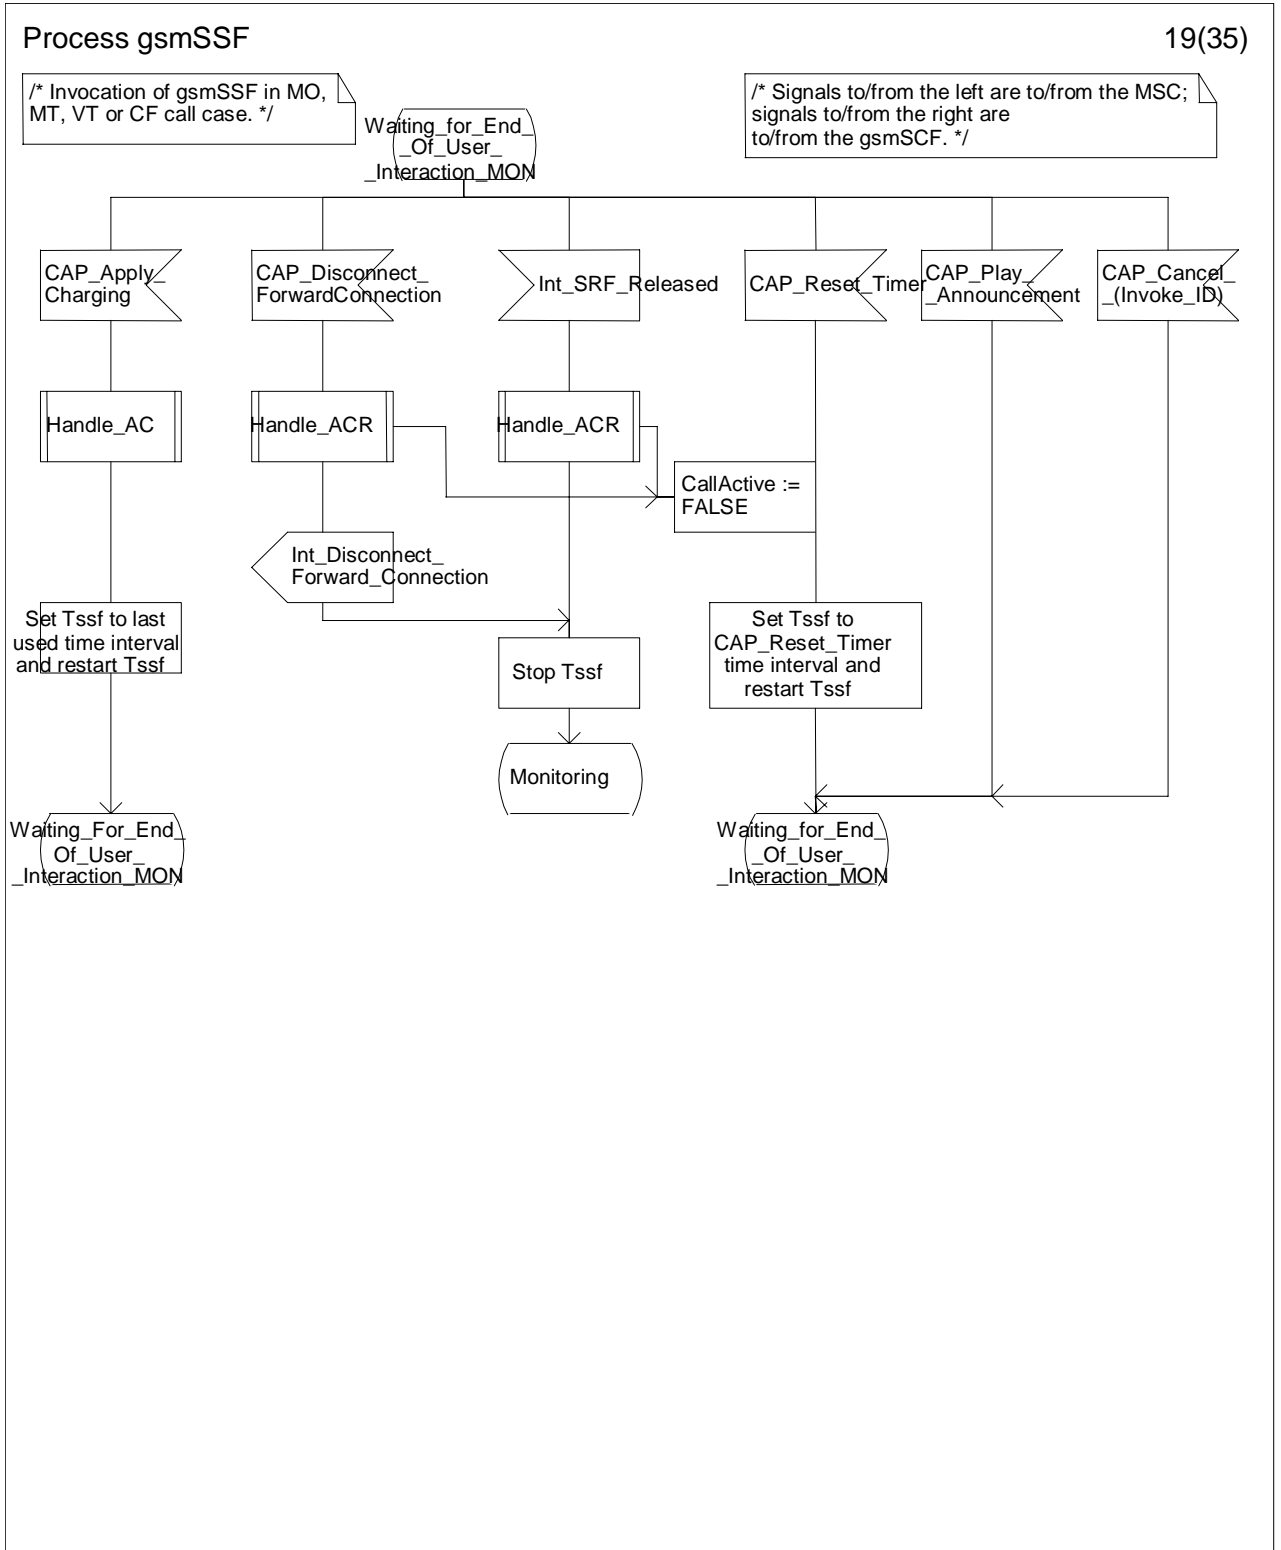 Process gsmSSF
19(35)
/* Invocation of gsmSSF in MO,
MT, VT or CF call case. */
/* Signals to/from the left are to/from the MSC;
signals to/from the right are
to/from the gsmSCF. */
Waiting_for_End_
_Of_User_
_Interaction_MON
CAP_Apply_
Charging
CAP_Disconnect_
ForwardConnection
Int_SRF_Released
CAP_Reset_Timer
CAP_Play_
_Announcement
CAP_Cancel_
_(Invoke_ID)
Handle_AC
Handle_ACR
Handle_ACR
CallActive :=
FALSE
Int_Disconnect_
Forward_Connection
Set Tssf to last
used time interval
and restart Tssf
Stop Tssf
Set Tssf to
CAP_Reset_Timer
time interval and
restart Tssf
Monitoring
Waiting_For_End_
Of_User_
_Interaction_MON
Waiting_for_End_
_Of_User_
_Interaction_MON